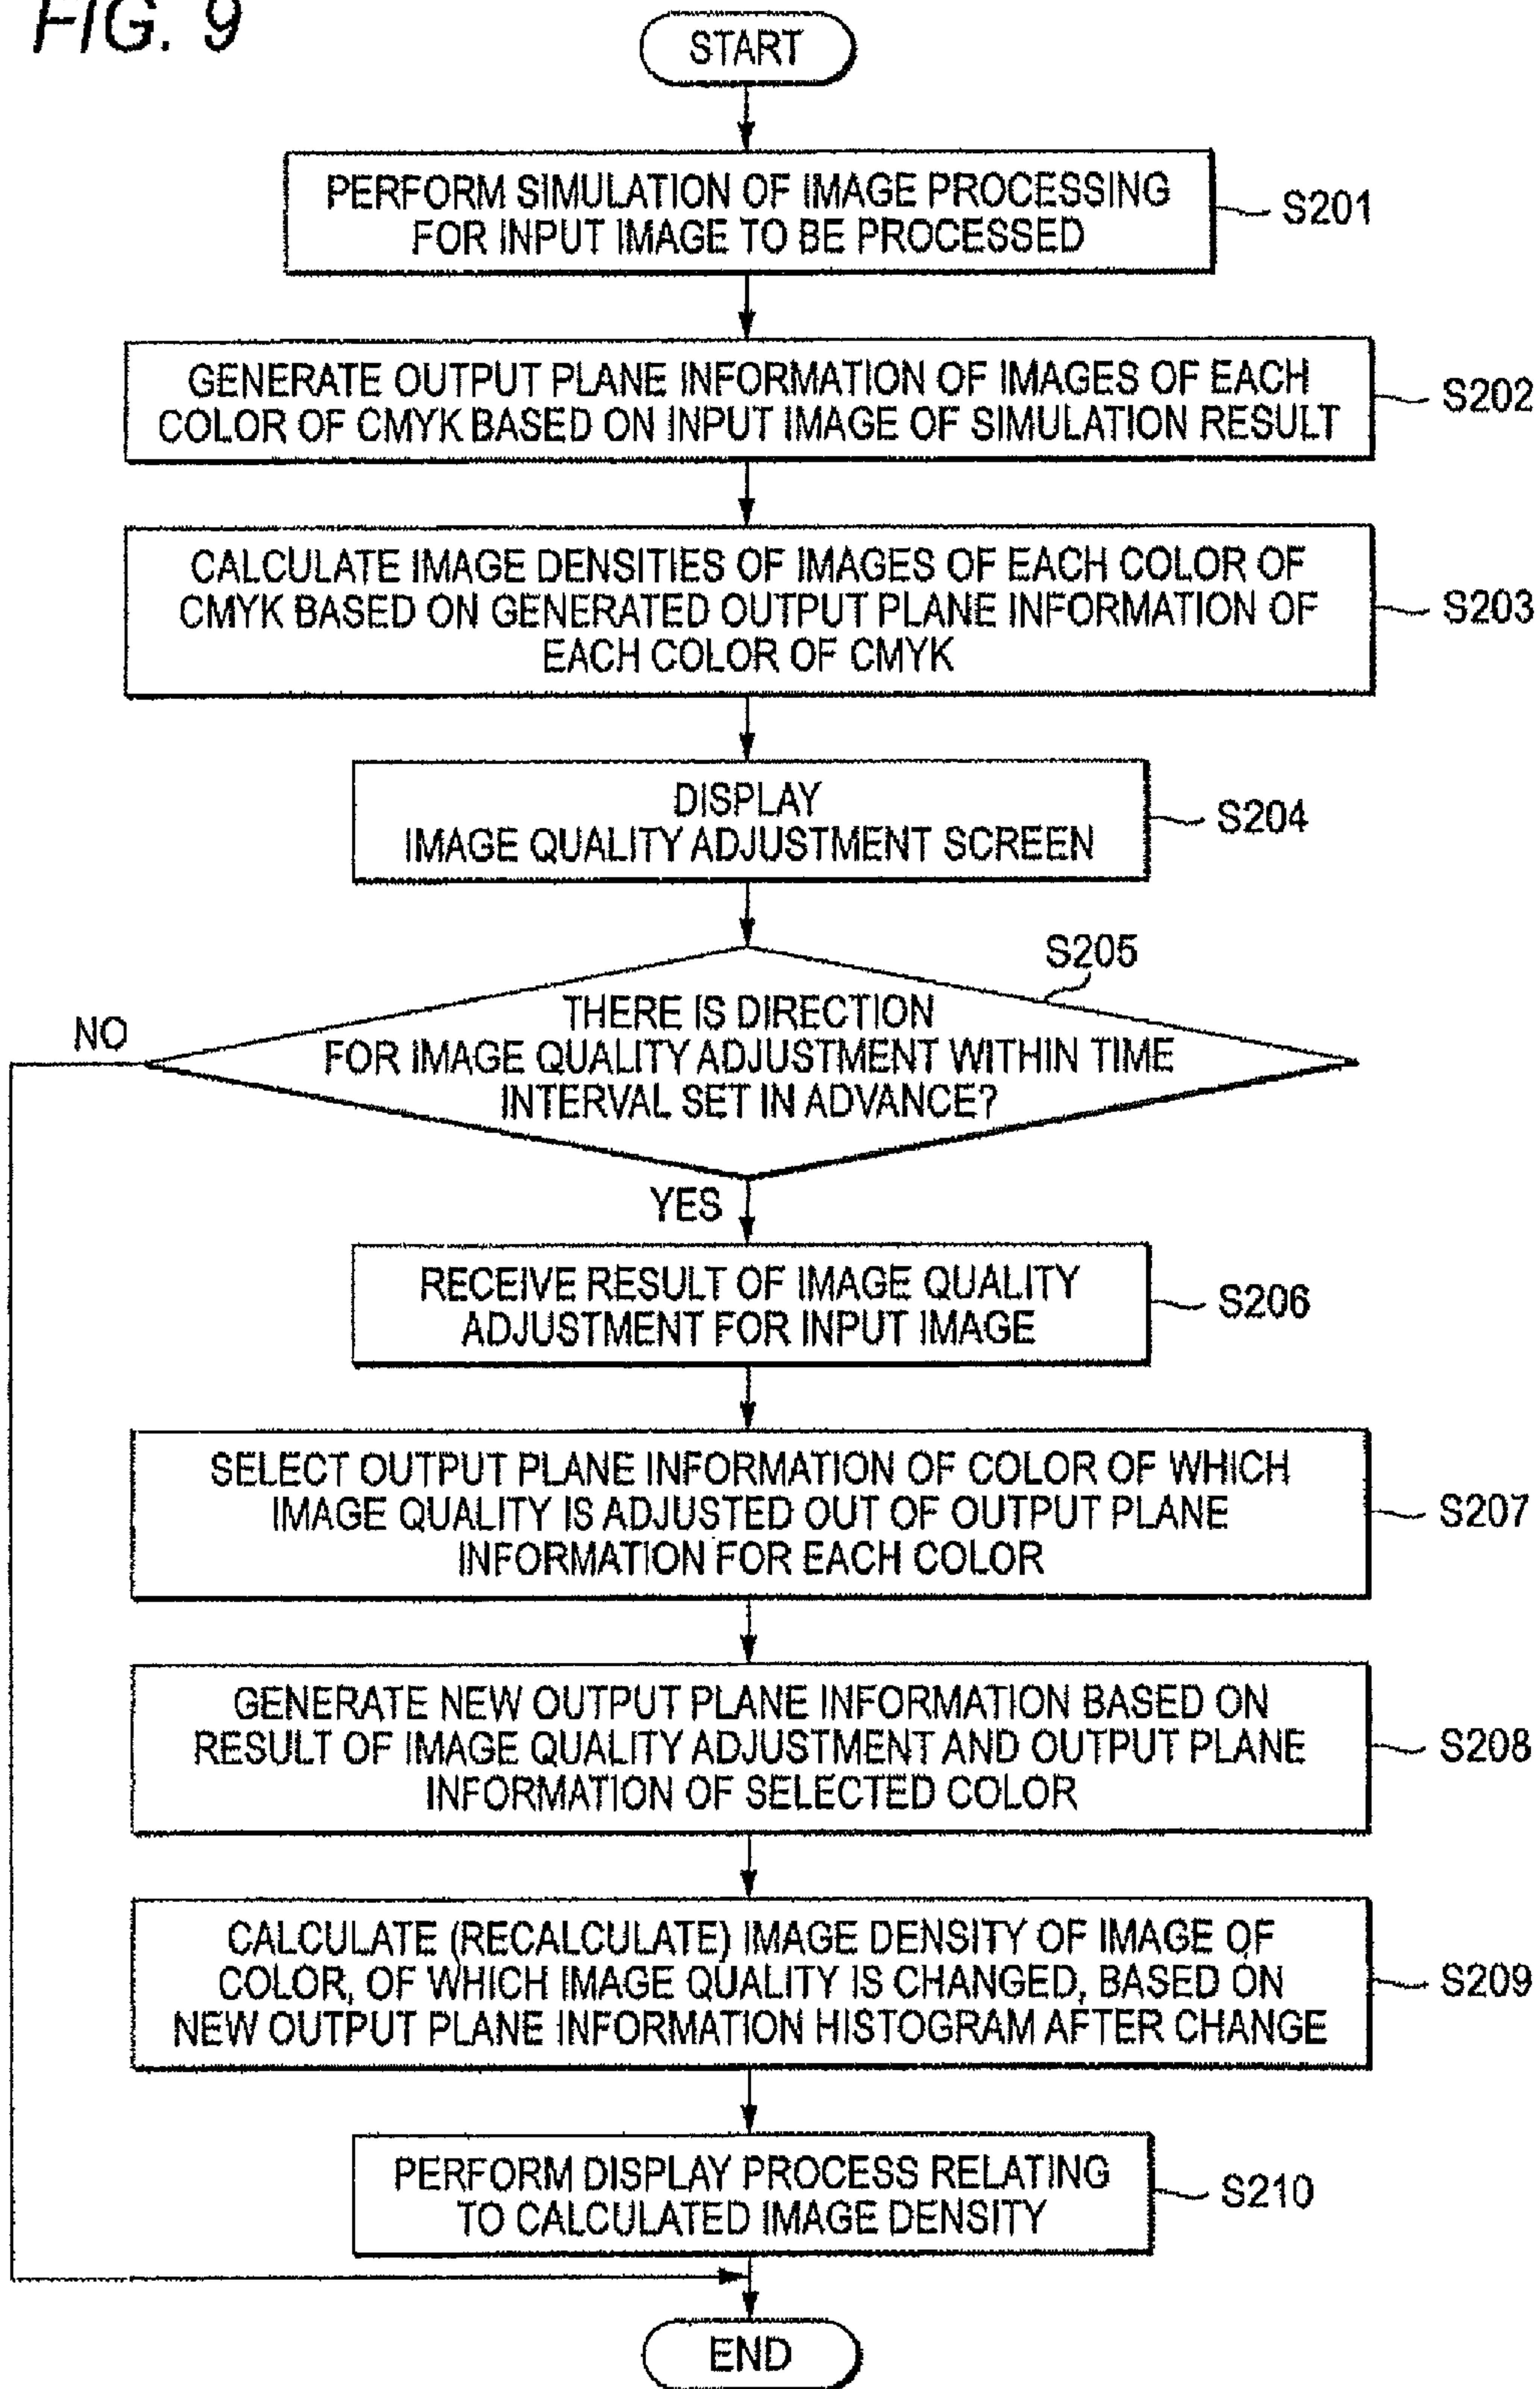 FIG. 9
START
PERFORM SIMULATION OF IMAGE PROCESSING
FOR INPUT IMAGE TO BE PROCESSED
S201
GENERATE OUTPUT PLANE INFORMATION OF IMAGES OF EACH
COLOR OF CMYK BASED ON INPUT IMAGE OF SIMULATION RESULT
S202
CALCULATE IMAGE DENSITIES OF IMAGES OF EACH COLOR OF
CMYK BASED ON GENERATED OUTPUT PLANE INFORMATION OF
EACH COLOR OF CMYK
S203
DISPLAY
IMAGE QUALITY ADJUSTMENT SCREEN
S204
S205
THERE IS DIRECTION
FOR IMAGE QUALITY ADJUSTMENT WITHIN TIME
INTERVAL SET IN ADVANCE?
NO
YES
RECEIVE RESULT OF IMAGE QUALITY
ADJUSTMENT FOR INPUT IMAGE
S206
SELECT OUTPUT PLANE INFORMATION OF COLOR OF WHICH
IMAGE QUALITY IS ADJUSTED OUT OF OUTPUT PLANE
INFORMATION FOR EACH COLOR
S207
GENERATE NEW OUTPUT PLANE INFORMATION BASED ON
RESULT OF IMAGE QUALITY ADJUSTMENT AND OUTPUT PLANE
INFORMATION OF SELECTED COLOR
S208
CALCULATE (RECALCULATE) IMAGE DENSITY OF IMAGE OF
COLOR, OF WHICH IMAGE QUALITY IS CHANGED, BASED ON
NEW OUTPUT PLANE INFORMATION HISTOGRAM AFTER CHANGE
S209
PERFORM DISPLAY PROCESS RELATING
TO CALCULATED IMAGE DENSITY
S210
END